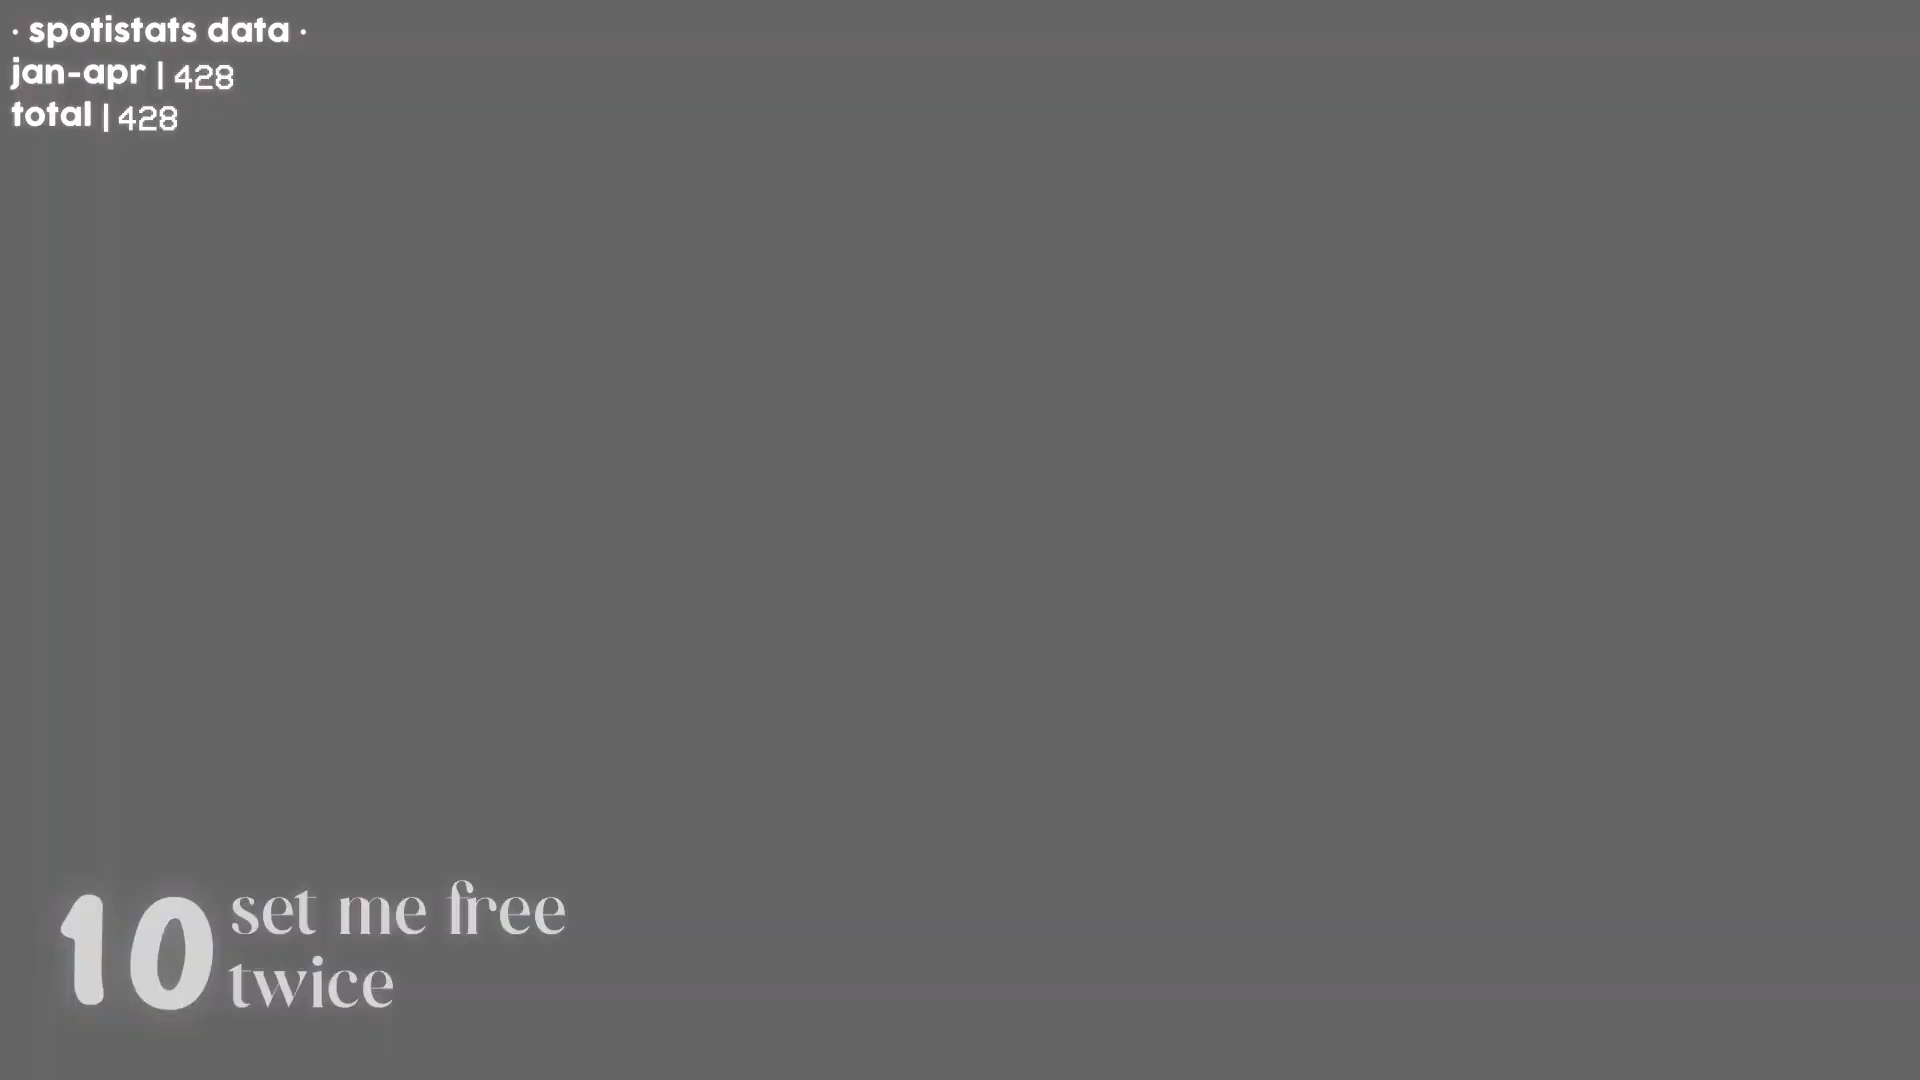 · spotistats data ·
jan-apr | 428
total | 428
10
set me free
twice